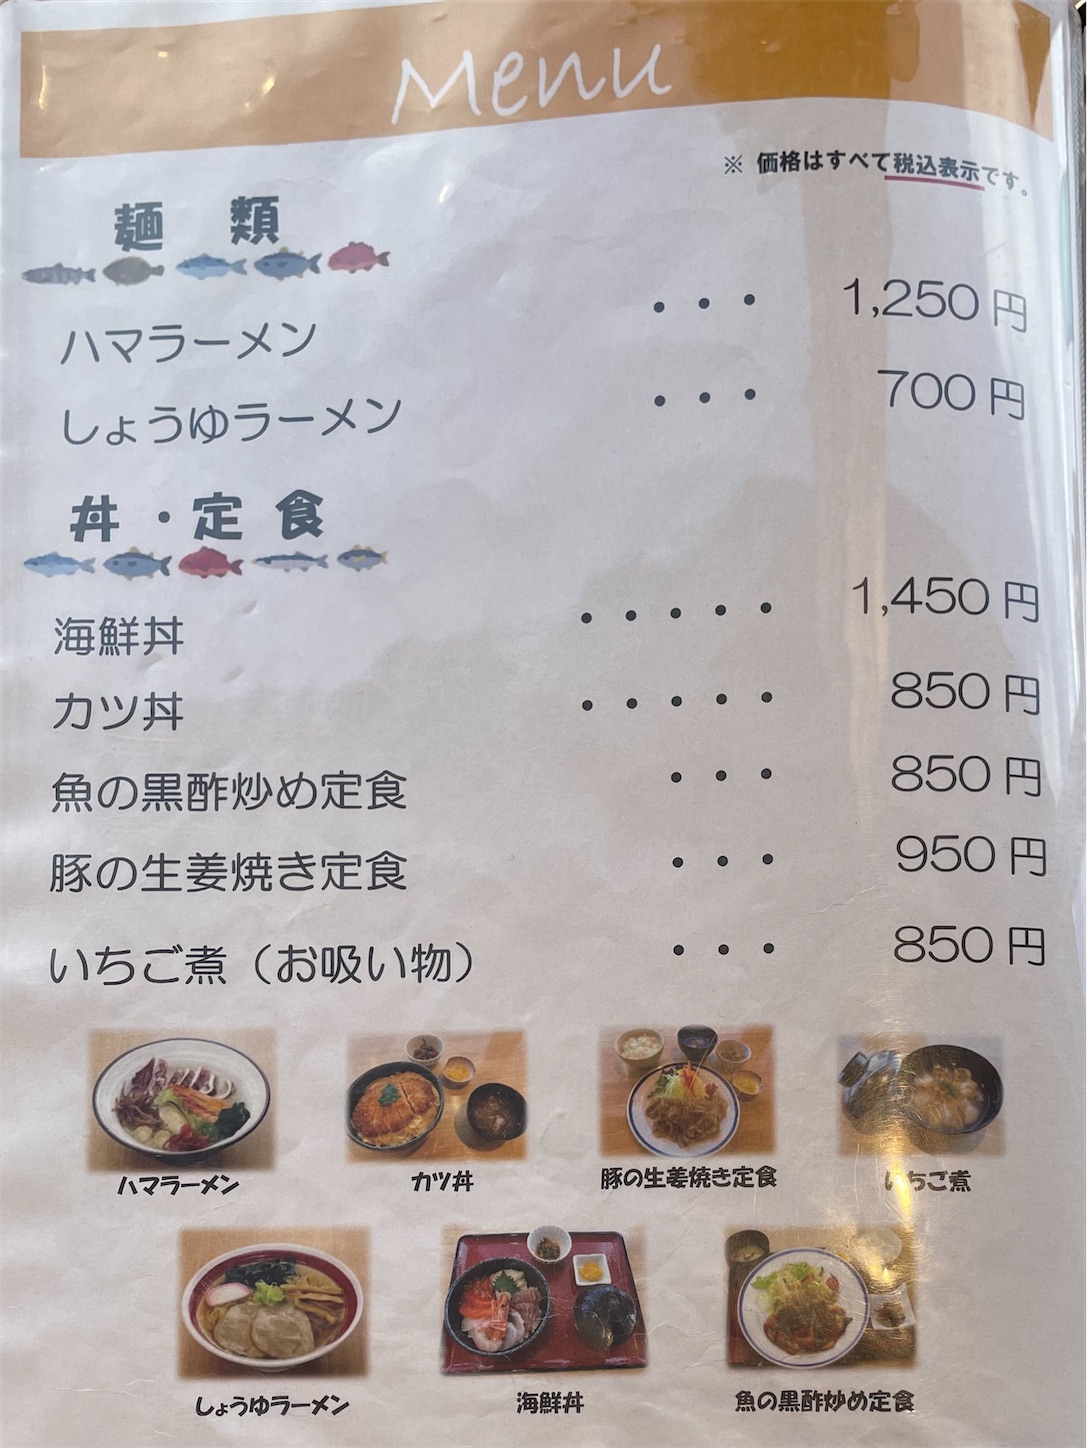 Menu
※ 価格はすべて税込表示です。
麺 類
ハマラーメン ・・・ 1,250 円
しょうゆラーメン ・・・ 700 円
丼・定 食
海鮮丼 ・・・・・ 1,450 円
カツ丼 ・・・・・ 850 円
魚の黒酢炒め定食 ・・・ 850 円
豚の生姜焼き定食 ・・・ 950 円
いちご煮（お吸い物） ・・・ 850 円
ハマラーメン
カツ丼
豚の生姜焼き定食
いちご煮
しょうゆラーメン
海鮮丼
魚の黒酢炒め定食